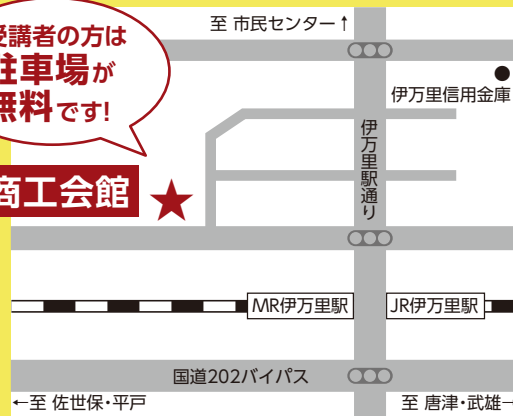 至 市民センター↑
受講者の方は
駐車場が
無料です!
伊万里信用金庫
伊万里駅通り
商工会館
MR伊万里駅
JR伊万里駅
国道202バイパス
←至 佐世保・平戸
至 唐津・武雄→